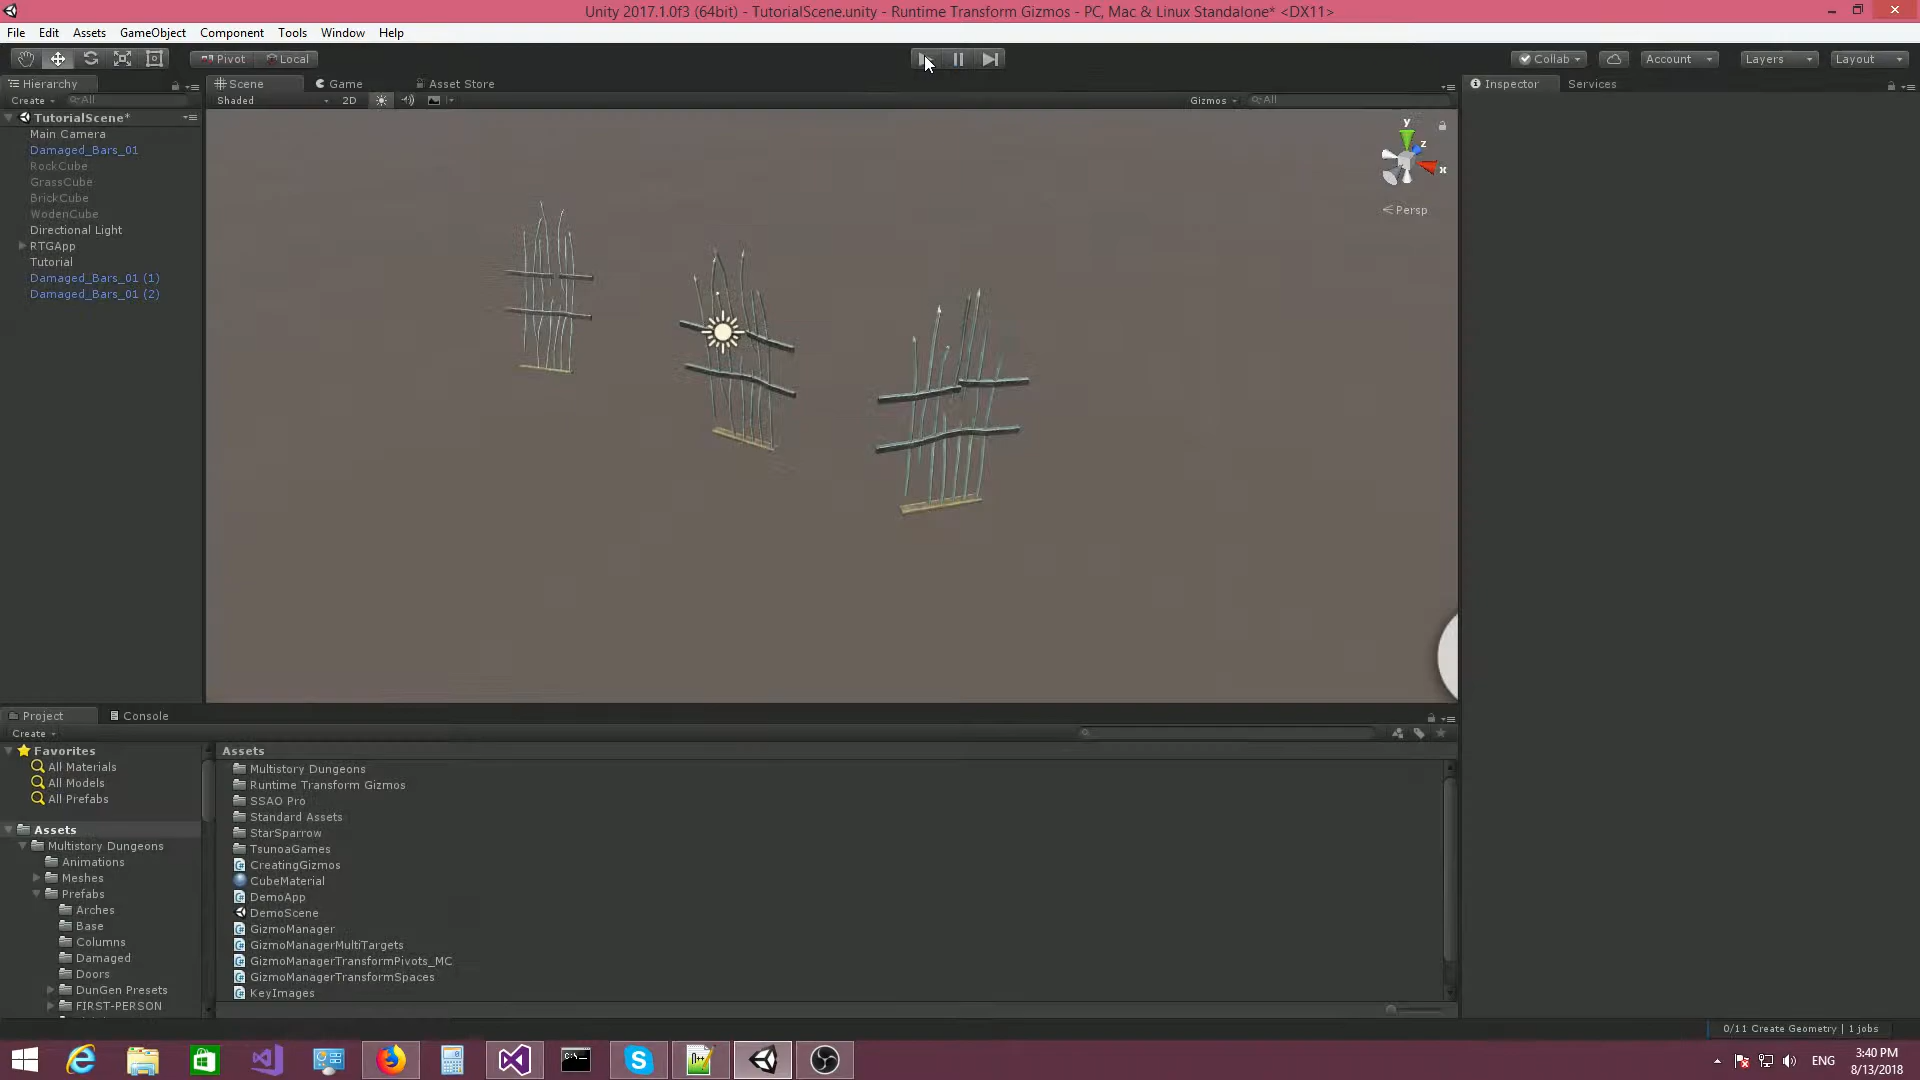 Unity 2017.1.0f3 (64bit) - TutorialScene.unity - Runtime Transform Gizmos - PC, Mac & Linux Standalone* <DX11>
File Edit Assets GameObject Component Tools Window Help
Pivot Local Collab Account Layers Layout
Hierarchy Scene Game Asset Store Inspector Services
Create All Shaded 2D Gizmos All
TutorialScene*
Main Camera
Damaged_Bars_01
RockCube
GrassCube
BrickCube
WodenCube
Directional Light
RTGApp
Tutorial
Damaged_Bars_01 (1)
Damaged_Bars_01 (2)
y
z
x
Persp
Project Console
Create
Favorites
All Materials
All Models
All Prefabs
Assets
Multistory Dungeons
Animations
Meshes
Prefabs
Arches
Base
Columns
Damaged
Doors
DunGen Presets
FIRST-PERSON
Assets
Multistory Dungeons
Runtime Transform Gizmos
SSAO Pro
Standard Assets
StarSparrow
TsunoaGames
CreatingGizmos
CubeMaterial
DemoApp
DemoScene
GizmoManager
GizmoManagerMultiTargets
GizmoManagerTransformPivots_MC
GizmoManagerTransformSpaces
KeyImages
0/11 Create Geometry | 1 jobs
ENG
3:40 PM
8/13/2018